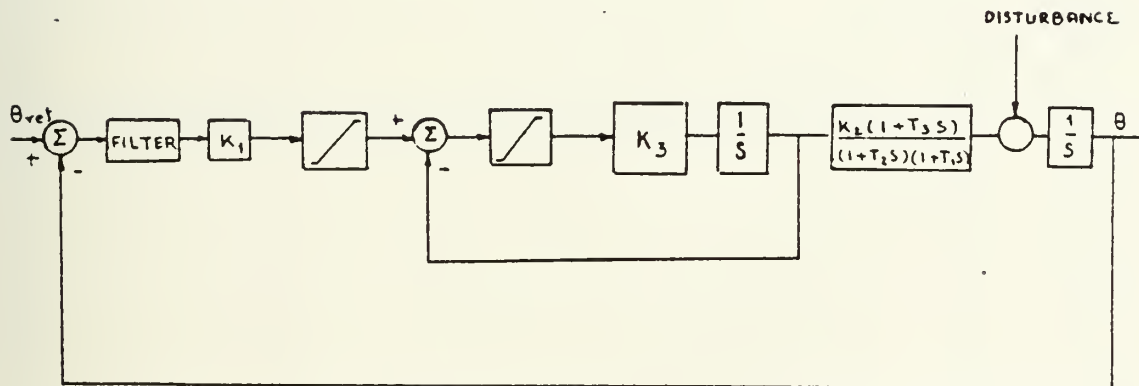 DISTURBANCE
θref
+
-
Σ
FILTER
K1
+
-
Σ
K3
1
S
K2(1+T3S)
(1+T2S)(1+T1S)
1
S
θ